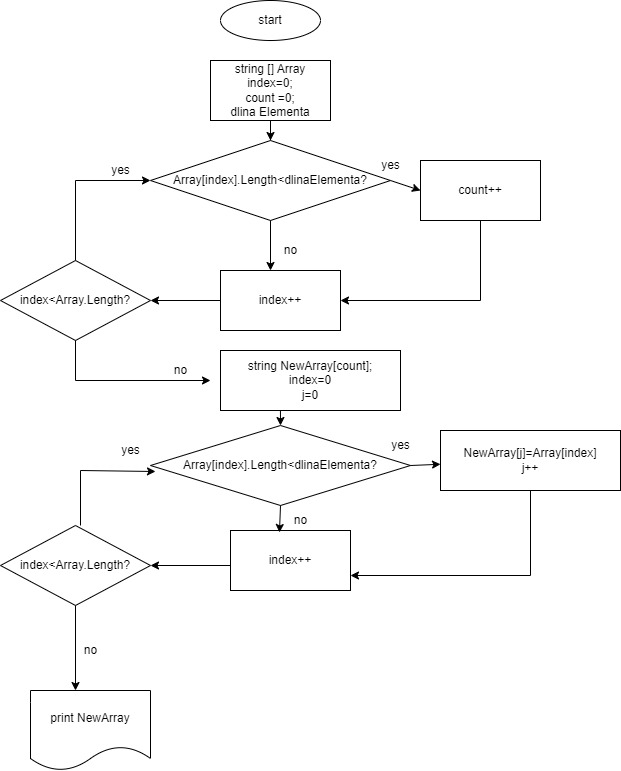 start
string [] Array
index=0;
count =0;
dlina Elementa
yes
Array[index].Length<dlinaElementa?
yes
count++
no
index<Array.Length?
index++
no
string NewArray[count];
index=0
j=0
yes
Array[index].Length<dlinaElementa?
yes
NewArray[j]=Array[index]
j++
no
index<Array.Length?
index++
no
print NewArray